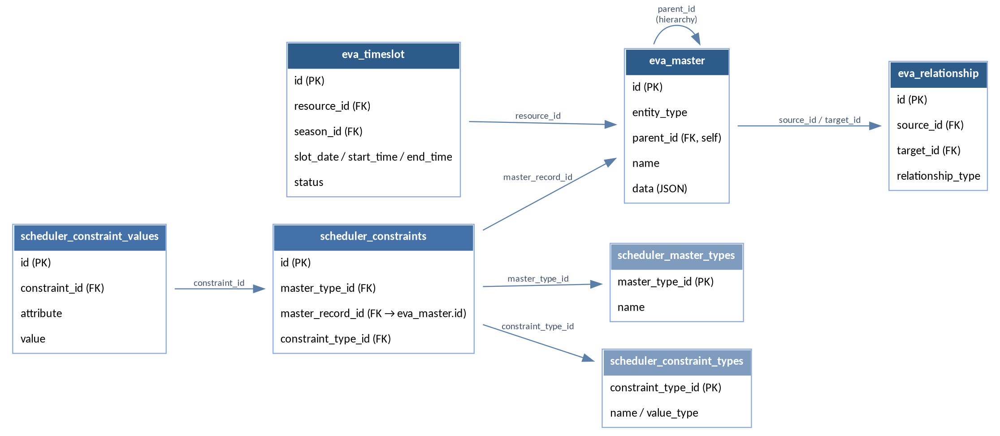 parent_id
(hierarchy)
eva_timeslot
id (PK)
resource_id (FK)
season_id (FK)
slot_date / start_time / end_time
status
resource_id
eva_master
id (PK)
entity_type
parent_id (FK, self)
name
data (JSON)
source_id / target_id
eva_relationship
id (PK)
source_id (FK)
target_id (FK)
relationship_type
master_record_id
scheduler_constraint_values
id (PK)
constraint_id (FK)
attribute
value
constraint_id
scheduler_constraints
id (PK)
master_type_id (FK)
master_record_id (FK → eva_master.id)
constraint_type_id (FK)
master_type_id
scheduler_master_types
master_type_id (PK)
name
constraint_type_id
scheduler_constraint_types
constraint_type_id (PK)
name / value_type